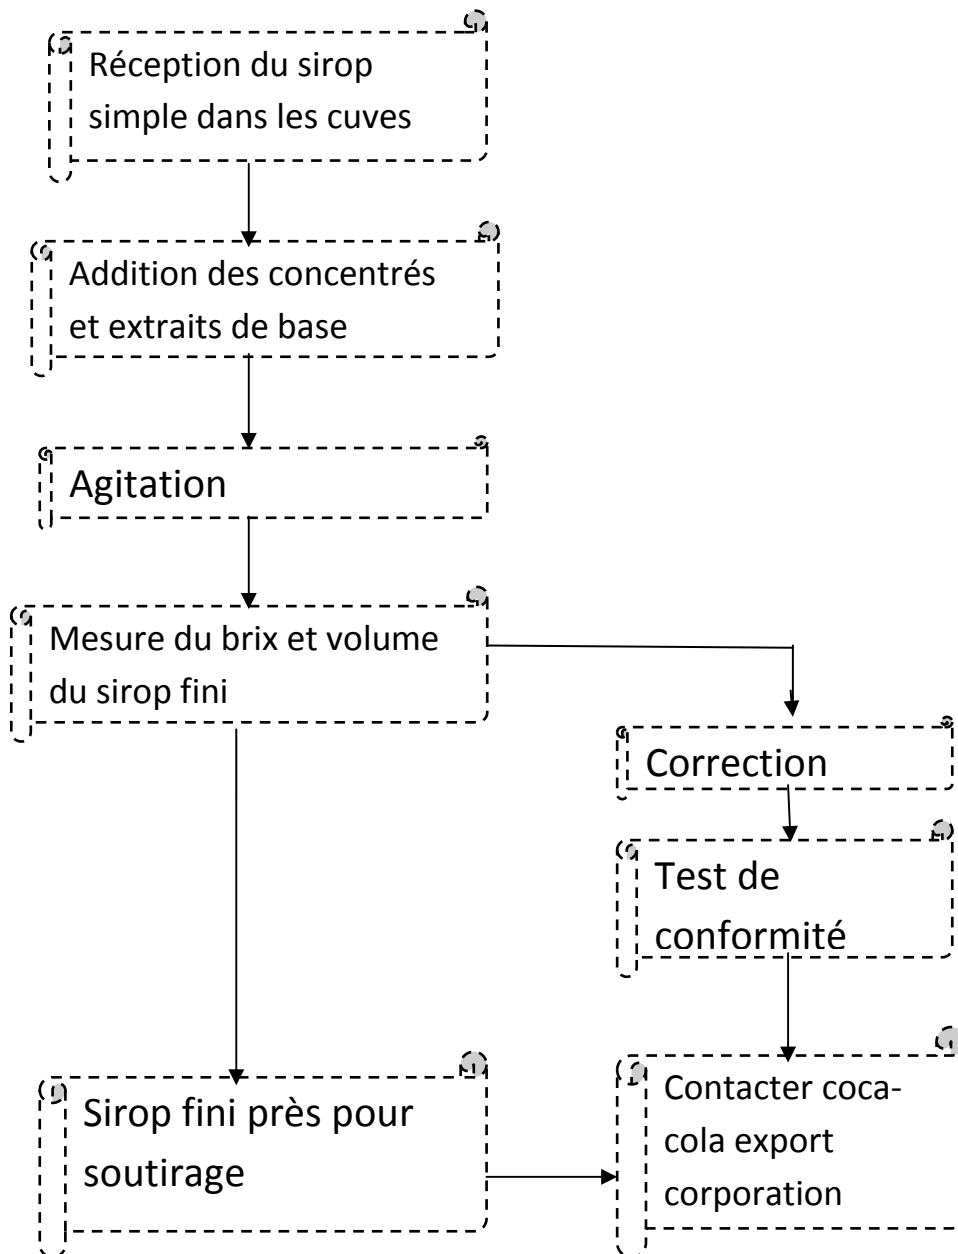 Réception du sirop
simple dans les cuves
Addition des concentrés
et extraits de base
Agitation
Mesure du brix et volume
du sirop fini
Correction
Test de
conformité
Sirop fini près pour
soutirage
Contacter coca-
cola export
corporation